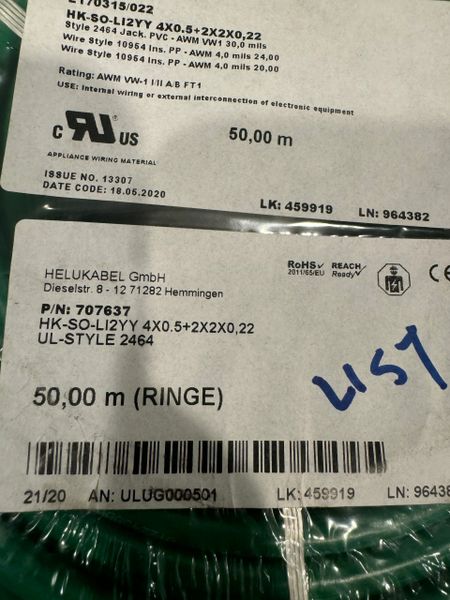 E170315/022
HK-SO-LI2YY 4X0.5+2X2X0,22
Style 2464 Jack. PVC - AWM VW1 30,0 mils
Wire Style 10954 Ins. PP - AWM 4,0 mils 24,00
Wire Style 10954 Ins. PP - AWM 4,0 mils 20,00
Rating: AWM VW-1 I/II A/B FT1
USE: Internal wiring or external interconnection of electronic equipment
c RU US
50,00 m
APPLIANCE WIRING MATERIAL
ISSUE NO. 13307
DATE CODE: 18.05.2020
LK: 459919 LN: 964382
HELUKABEL GmbH
Dieselstr. 8 - 12 71282 Hemmingen
RoHS✓ REACH
2011/65/EU Ready✓
CE
P/N: 707637
HK-SO-LI2YY 4X0.5+2X2X0,22
UL-STYLE 2464
50,00 m (RINGE)
LIST
21/20 AN: ULUG000501 LK: 459919 LN: 96438